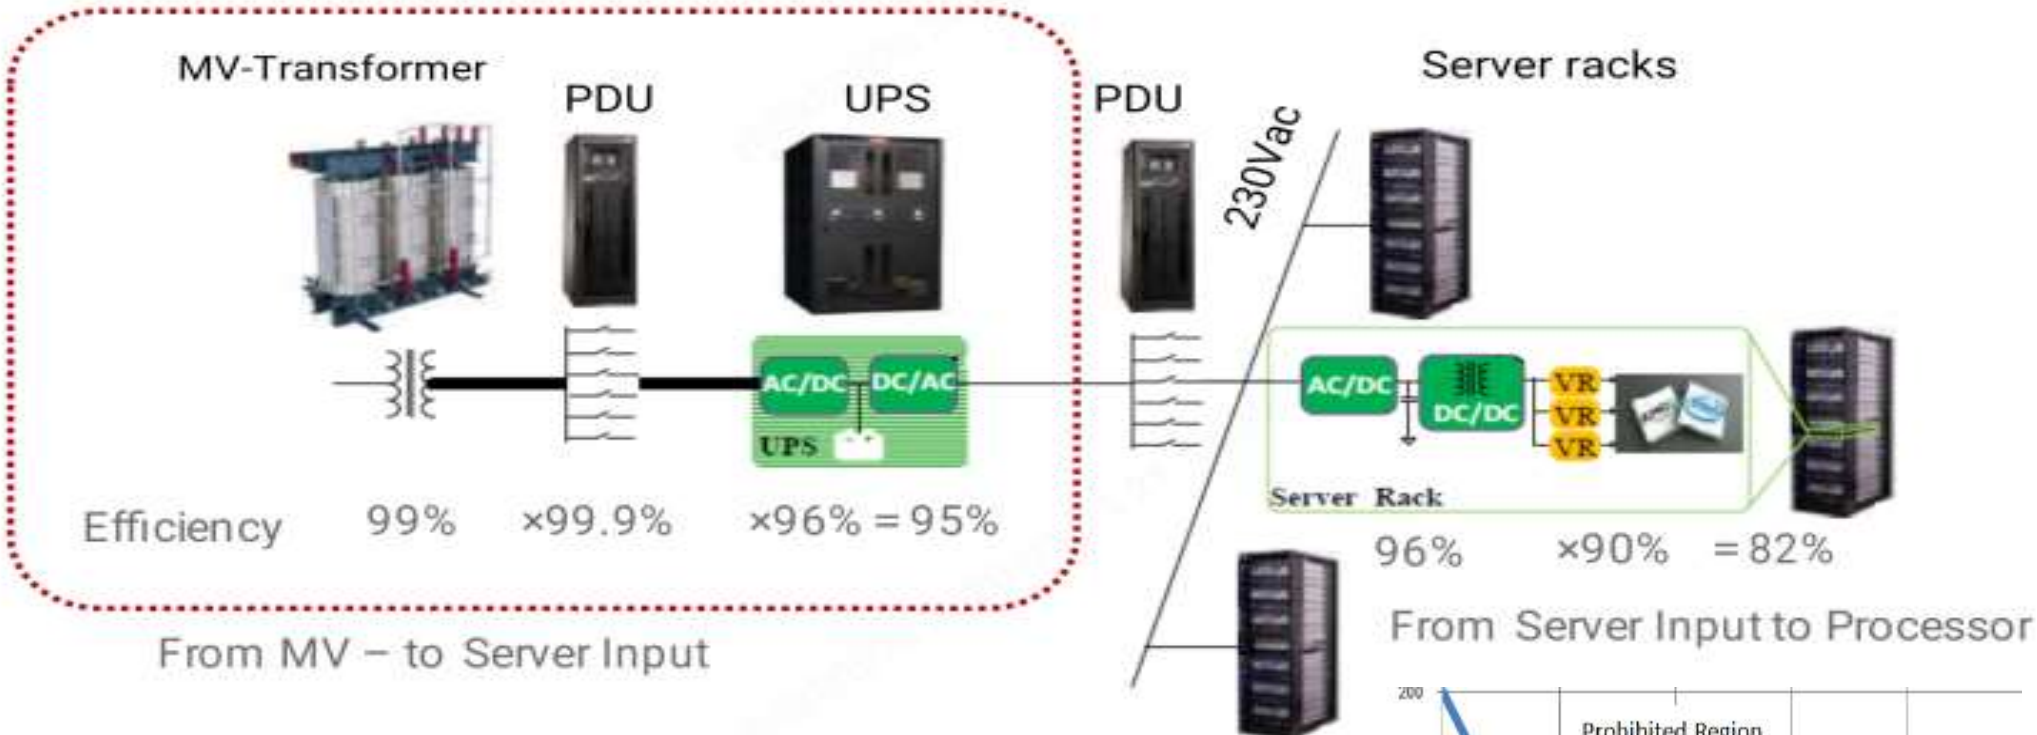 MV-Transformer
PDU
UPS
PDU
230Vac
Server racks
AC/DC
DC/AC
UPS
AC/DC
DC/DC
VR
VR
VR
AMD
intel
Server Rack
Efficiency 99% ×99.9% ×96% = 95%
96% ×90% = 82%
From MV – to Server Input
From Server Input to Processor
200
Prohibited Region